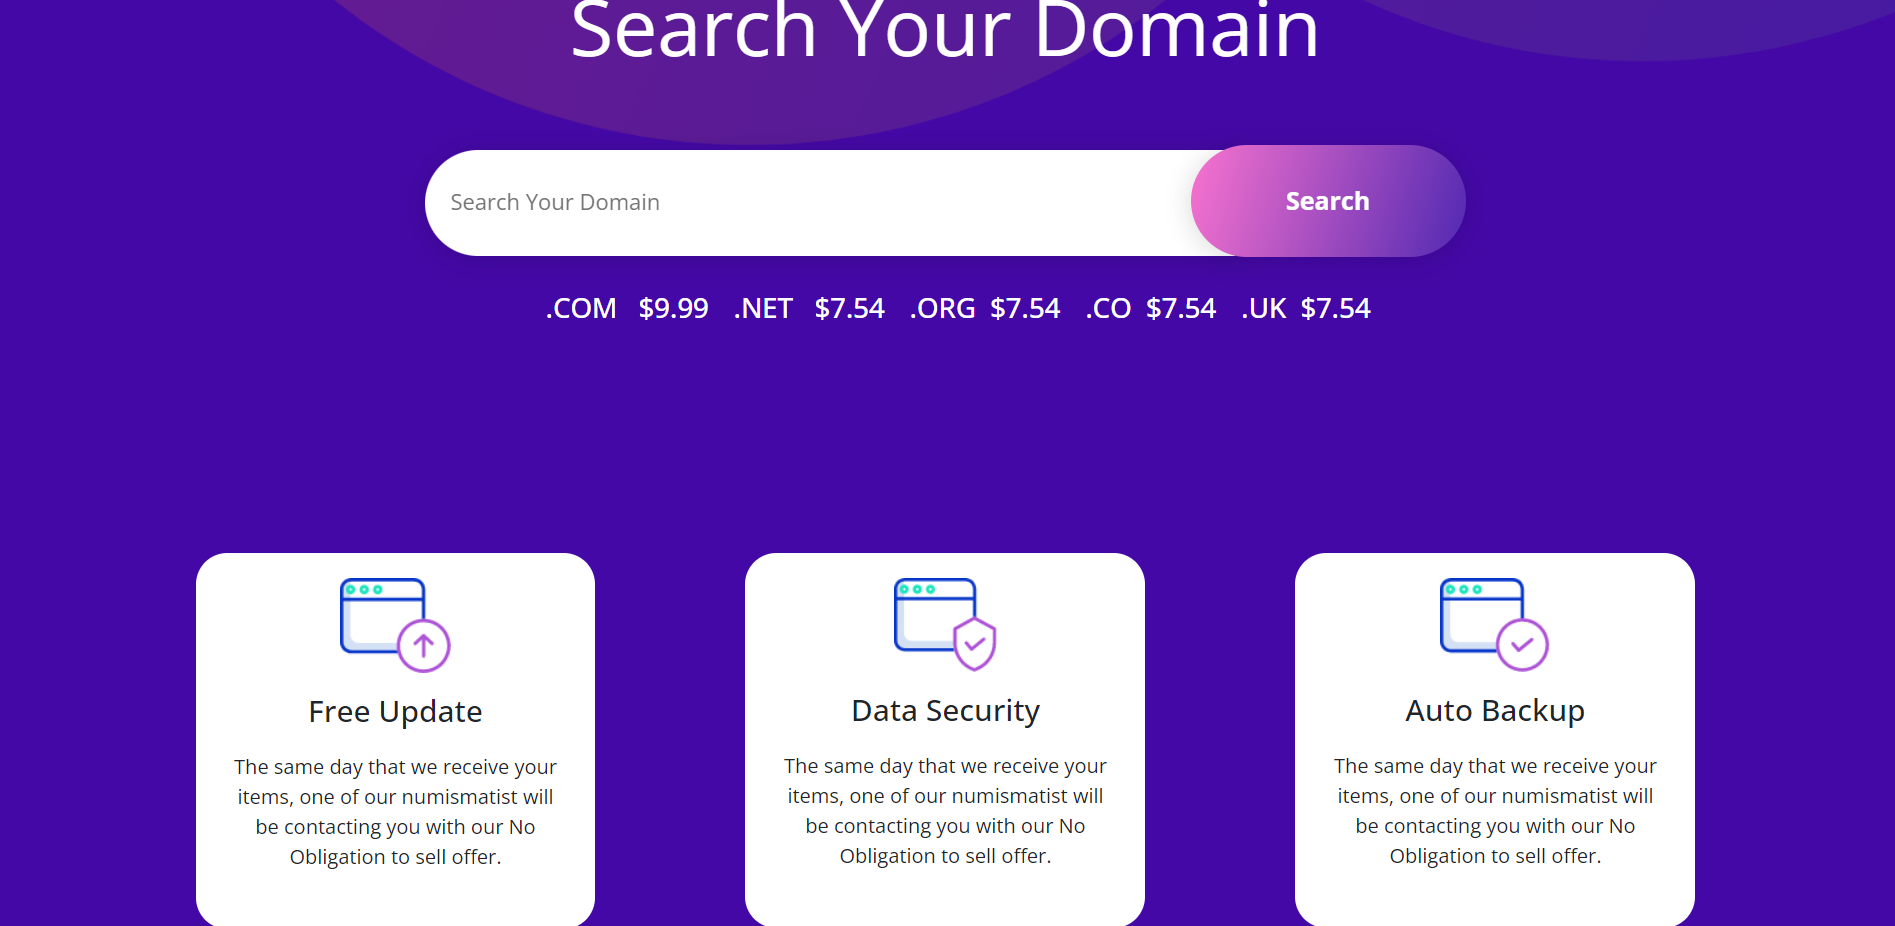 Search Your Domain
Search Your Domain
Search
.COM $9.99 .NET $7.54 .ORG $7.54 .CO $7.54 .UK $7.54
Free Update
The same day that we receive your
items, one of our numismatist will
be contacting you with our No
Obligation to sell offer.
Data Security
The same day that we receive your
items, one of our numismatist will
be contacting you with our No
Obligation to sell offer.
Auto Backup
The same day that we receive your
items, one of our numismatist will
be contacting you with our No
Obligation to sell offer.